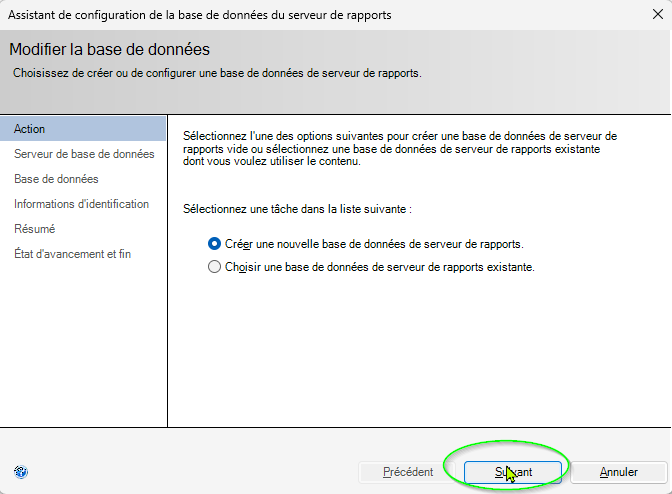 Assistant de configuration de la base de données du serveur de rapports
Modifier la base de données
Choisissez de créer ou de configurer une base de données de serveur de rapports.
Action
Serveur de base de données
Base de données
Informations d'identification
Résumé
État d'avancement et fin
Sélectionnez l'une des options suivantes pour créer une base de données de serveur de
rapports vide ou sélectionnez une base de données de serveur de rapports existante
dont vous voulez utiliser le contenu.
Sélectionnez une tâche dans la liste suivante :
Créer une nouvelle base de données de serveur de rapports.
Choisir une base de données de serveur de rapports existante.
Précédent
Suivant
Annuler